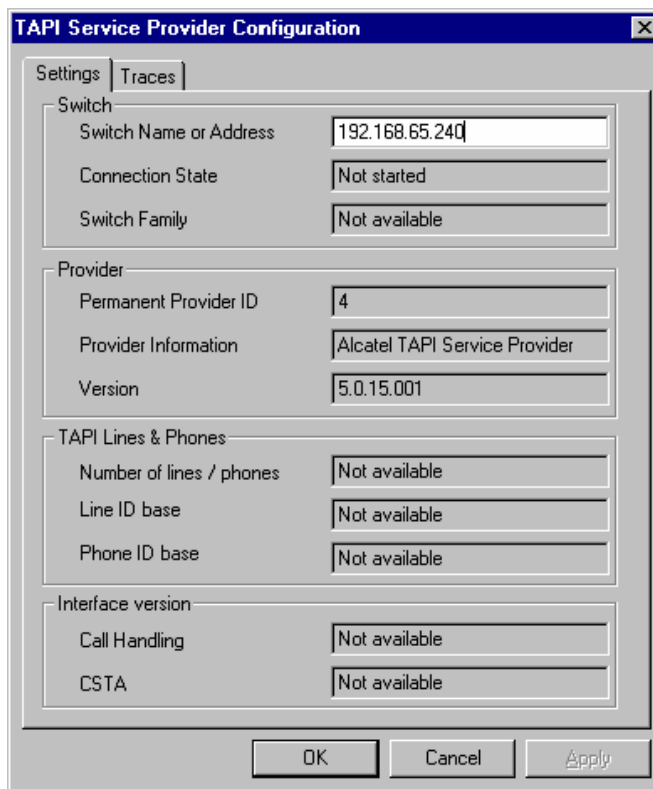 TAPI Service Provider Configuration
Settings Traces
Switch
Switch Name or Address 192.168.65.240
Connection State Not started
Switch Family Not available
Provider
Permanent Provider ID 4
Provider Information Alcatel TAPI Service Provider
Version 5.0.15.001
TAPI Lines & Phones
Number of lines / phones Not available
Line ID base Not available
Phone ID base Not available
Interface version
Call Handling Not available
CSTA Not available
OK Cancel Apply